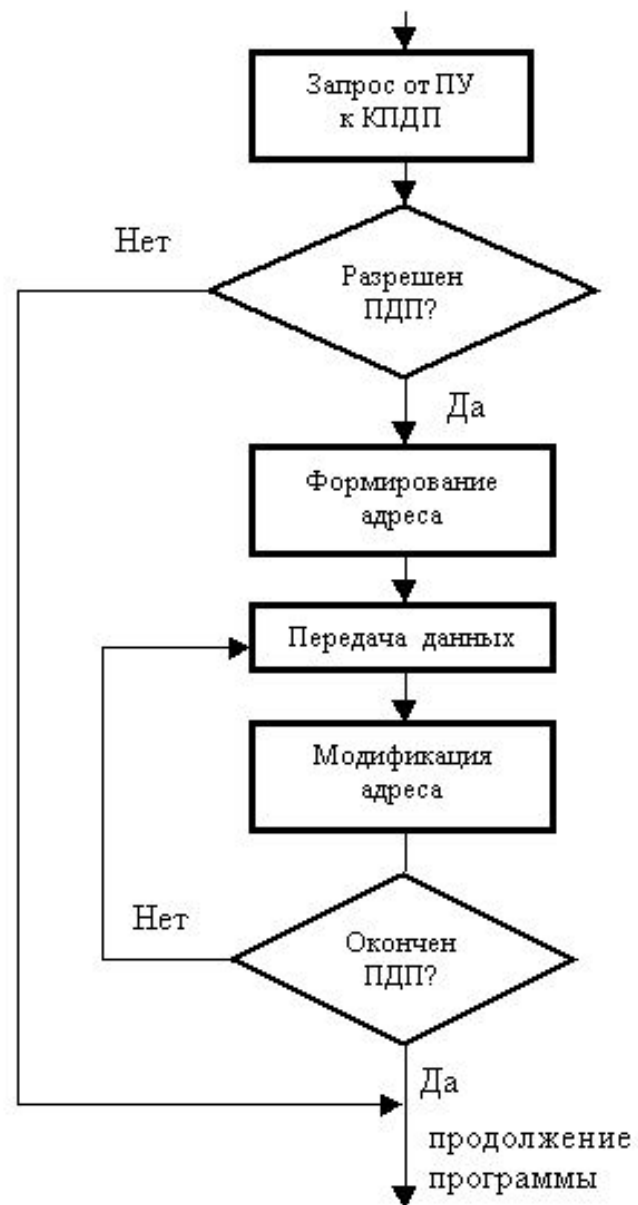 Запрос от ПУ
к КПДП
Нет
Разрешен
ПДП?
Да
Формирование
адреса
Передача данных
Модификация
адреса
Нет
Окончен
ПДП?
Да
продолжение
программы